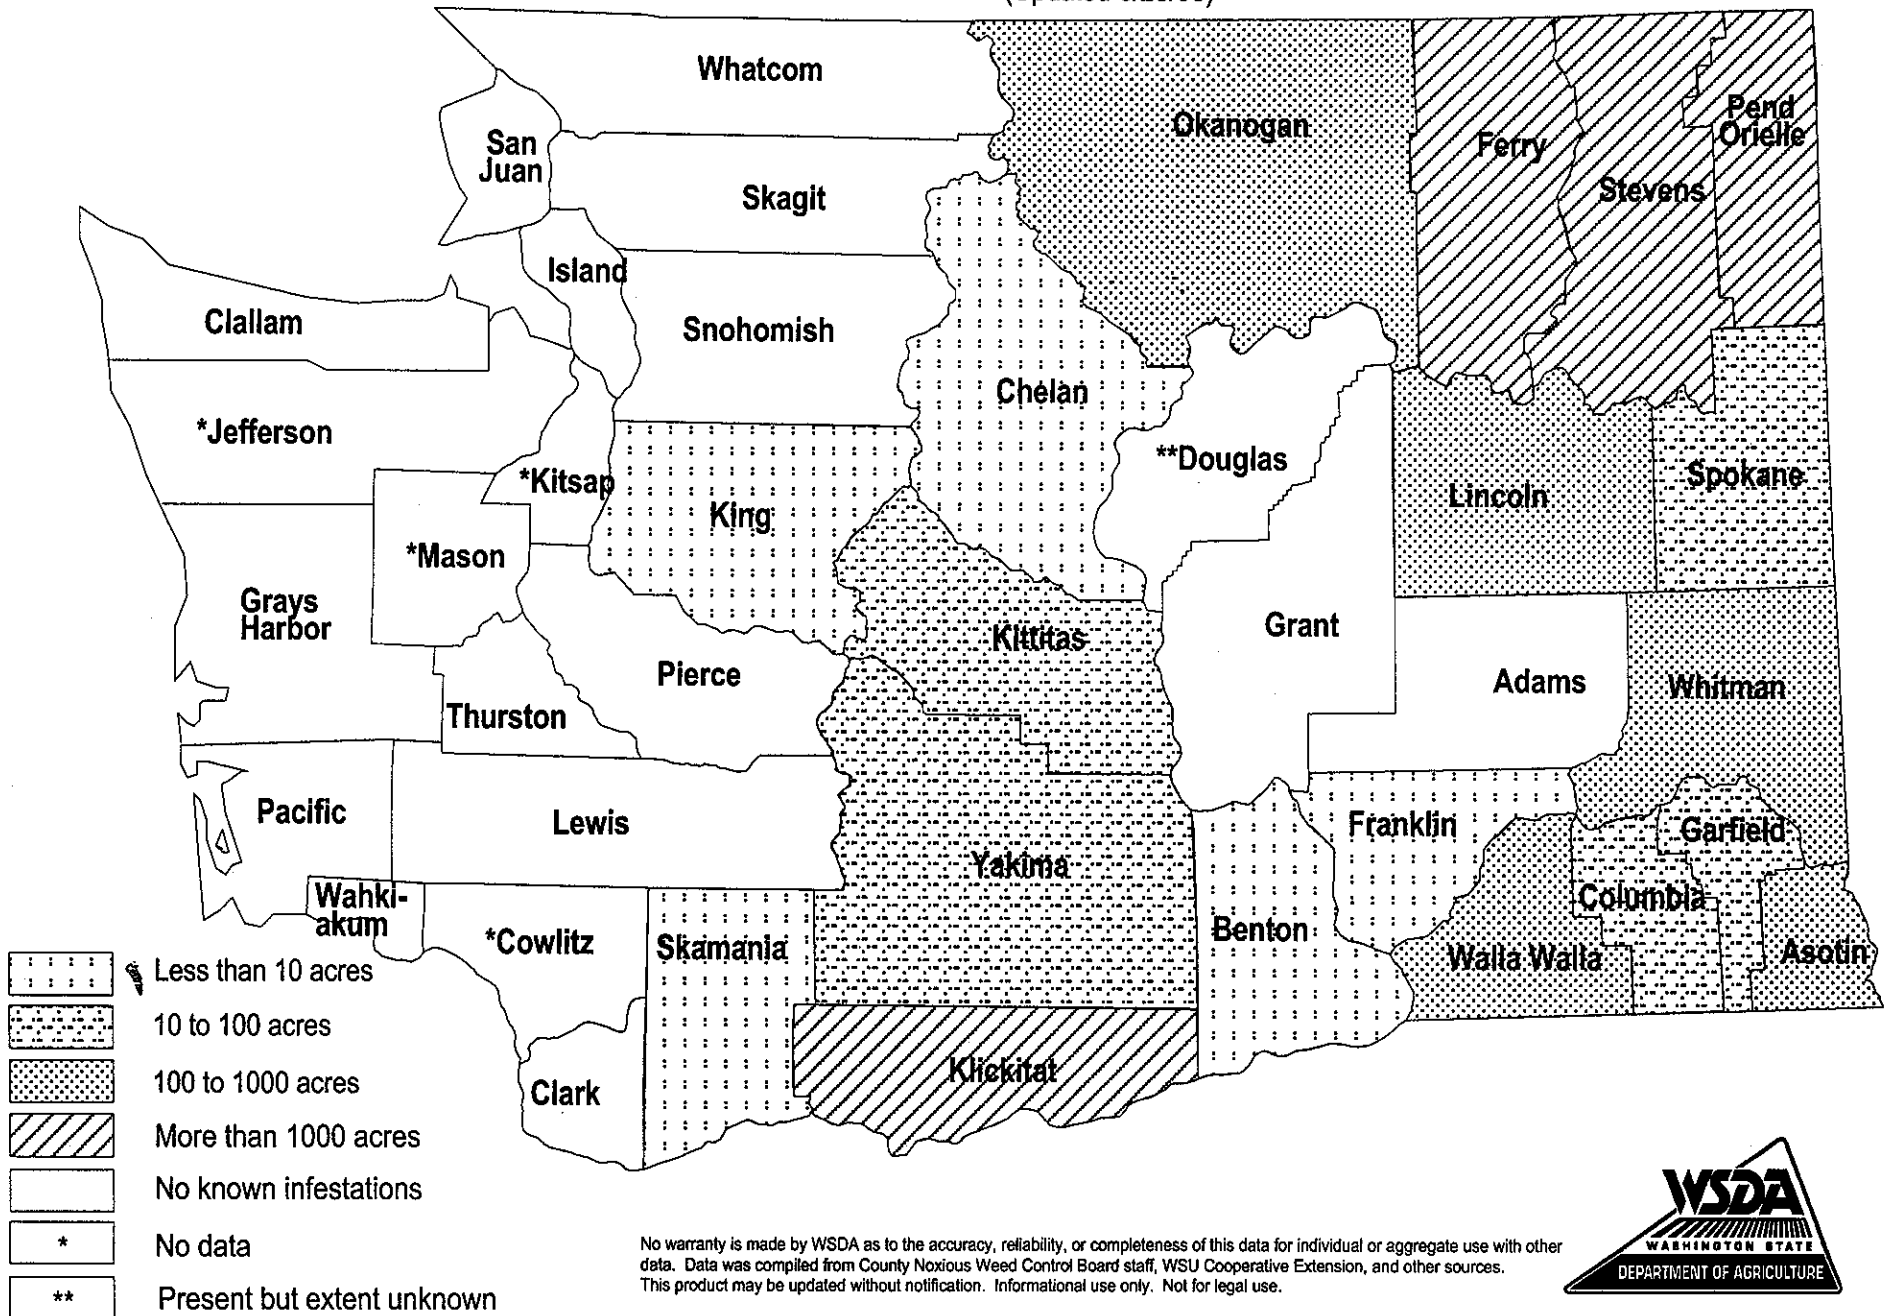 Whatcom
Okanogan
Ferry
Stevens
Pend
Orielle
San
Juan
Skagit
Island
Clallam
Snohomish
Chelan
*Jefferson
*Kitsap
King
**Douglas
Lincoln
Spokane
*Mason
Grays
Harbor
Kittitas
Grant
Pierce
Thurston
Adams
Whitman
Pacific
Lewis
Yakima
Franklin
Garfield
Wahki-
akum
*Cowlitz
Skamania
Benton
Columbia
Walla Walla
Asotin
Clark
Klickitat
Less than 10 acres
10 to 100 acres
100 to 1000 acres
More than 1000 acres
No known infestations
* No data
** Present but extent unknown
No warranty is made by WSDA as to the accuracy, reliability, or completeness of this data for individual or aggregate use with other
data. Data was compiled from County Noxious Weed Control Board staff, WSU Cooperative Extension, and other sources.
This product may be updated without notification. Informational use only. Not for legal use.
WSDA
WASHINGTON STATE
DEPARTMENT OF AGRICULTURE